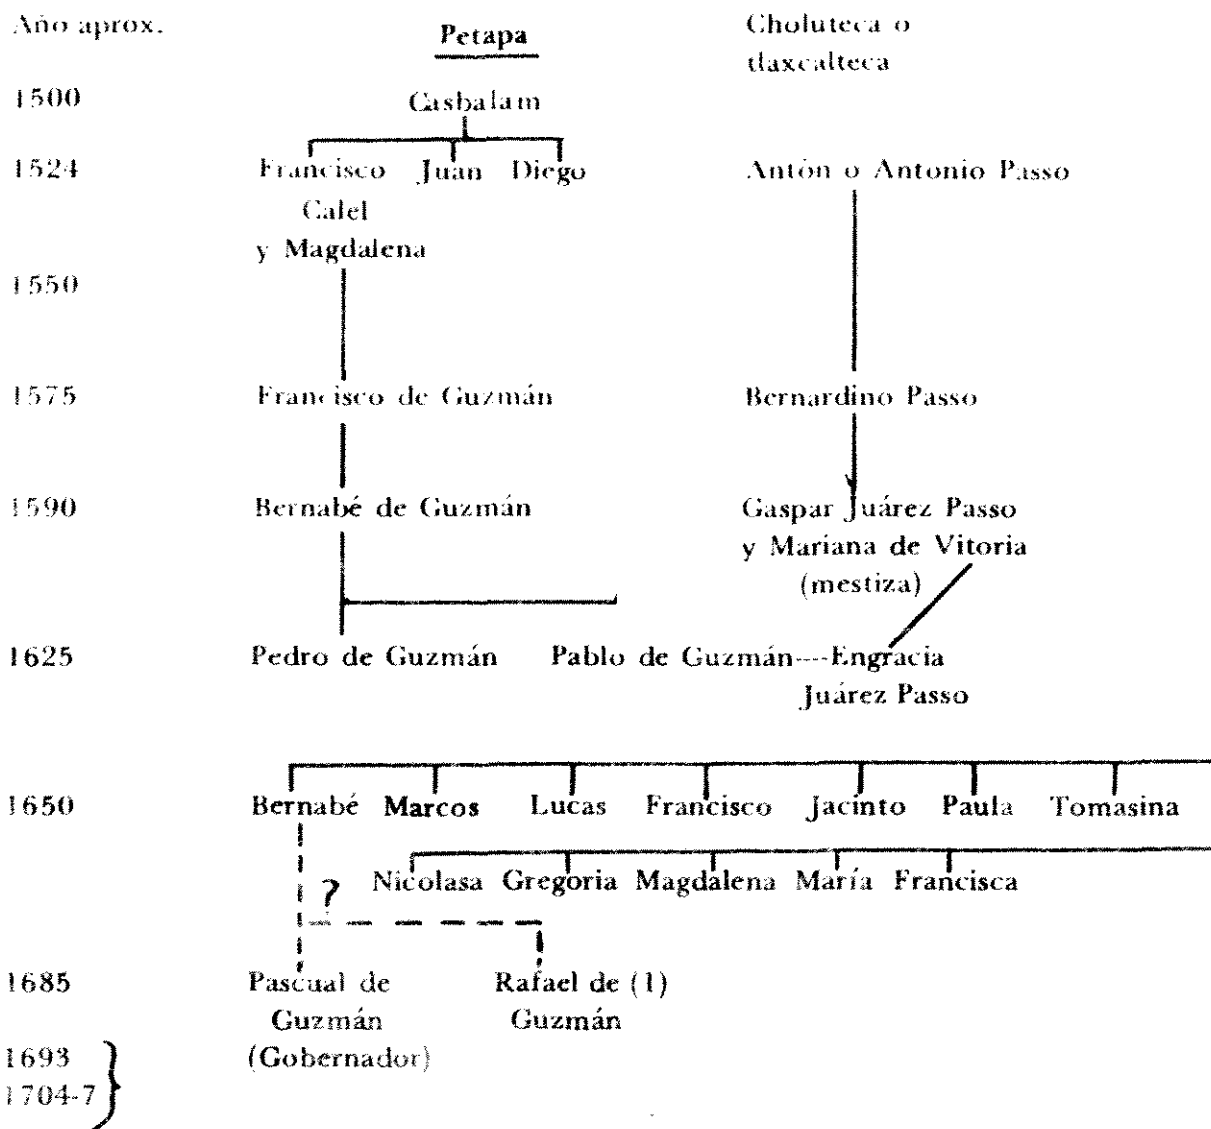 Año aprox.
Petapa
Choluteca o
tlaxcalteca
1500
Casbalam
1524
Francisco Juan Diego
Antón o Antonio Passo
Calel
y Magdalena
1550
1575
Francisco de Guzmán
Bernardino Passo
1590
Bernabé de Guzmán
Gaspar Juárez Passo
y Mariana de Vitoria
(mestiza)
1625
Pedro de Guzmán
Pablo de Guzmán----Engracia
Juárez Passo
1650
Bernabé Marcos Lucas Francisco Jacinto Paula Tomasina
Nicolasa Gregoria Magdalena María Francisca
?
1685
Pascual de
Rafael de (1)
Guzmán
Guzmán
1693
(Gobernador)
1704-7